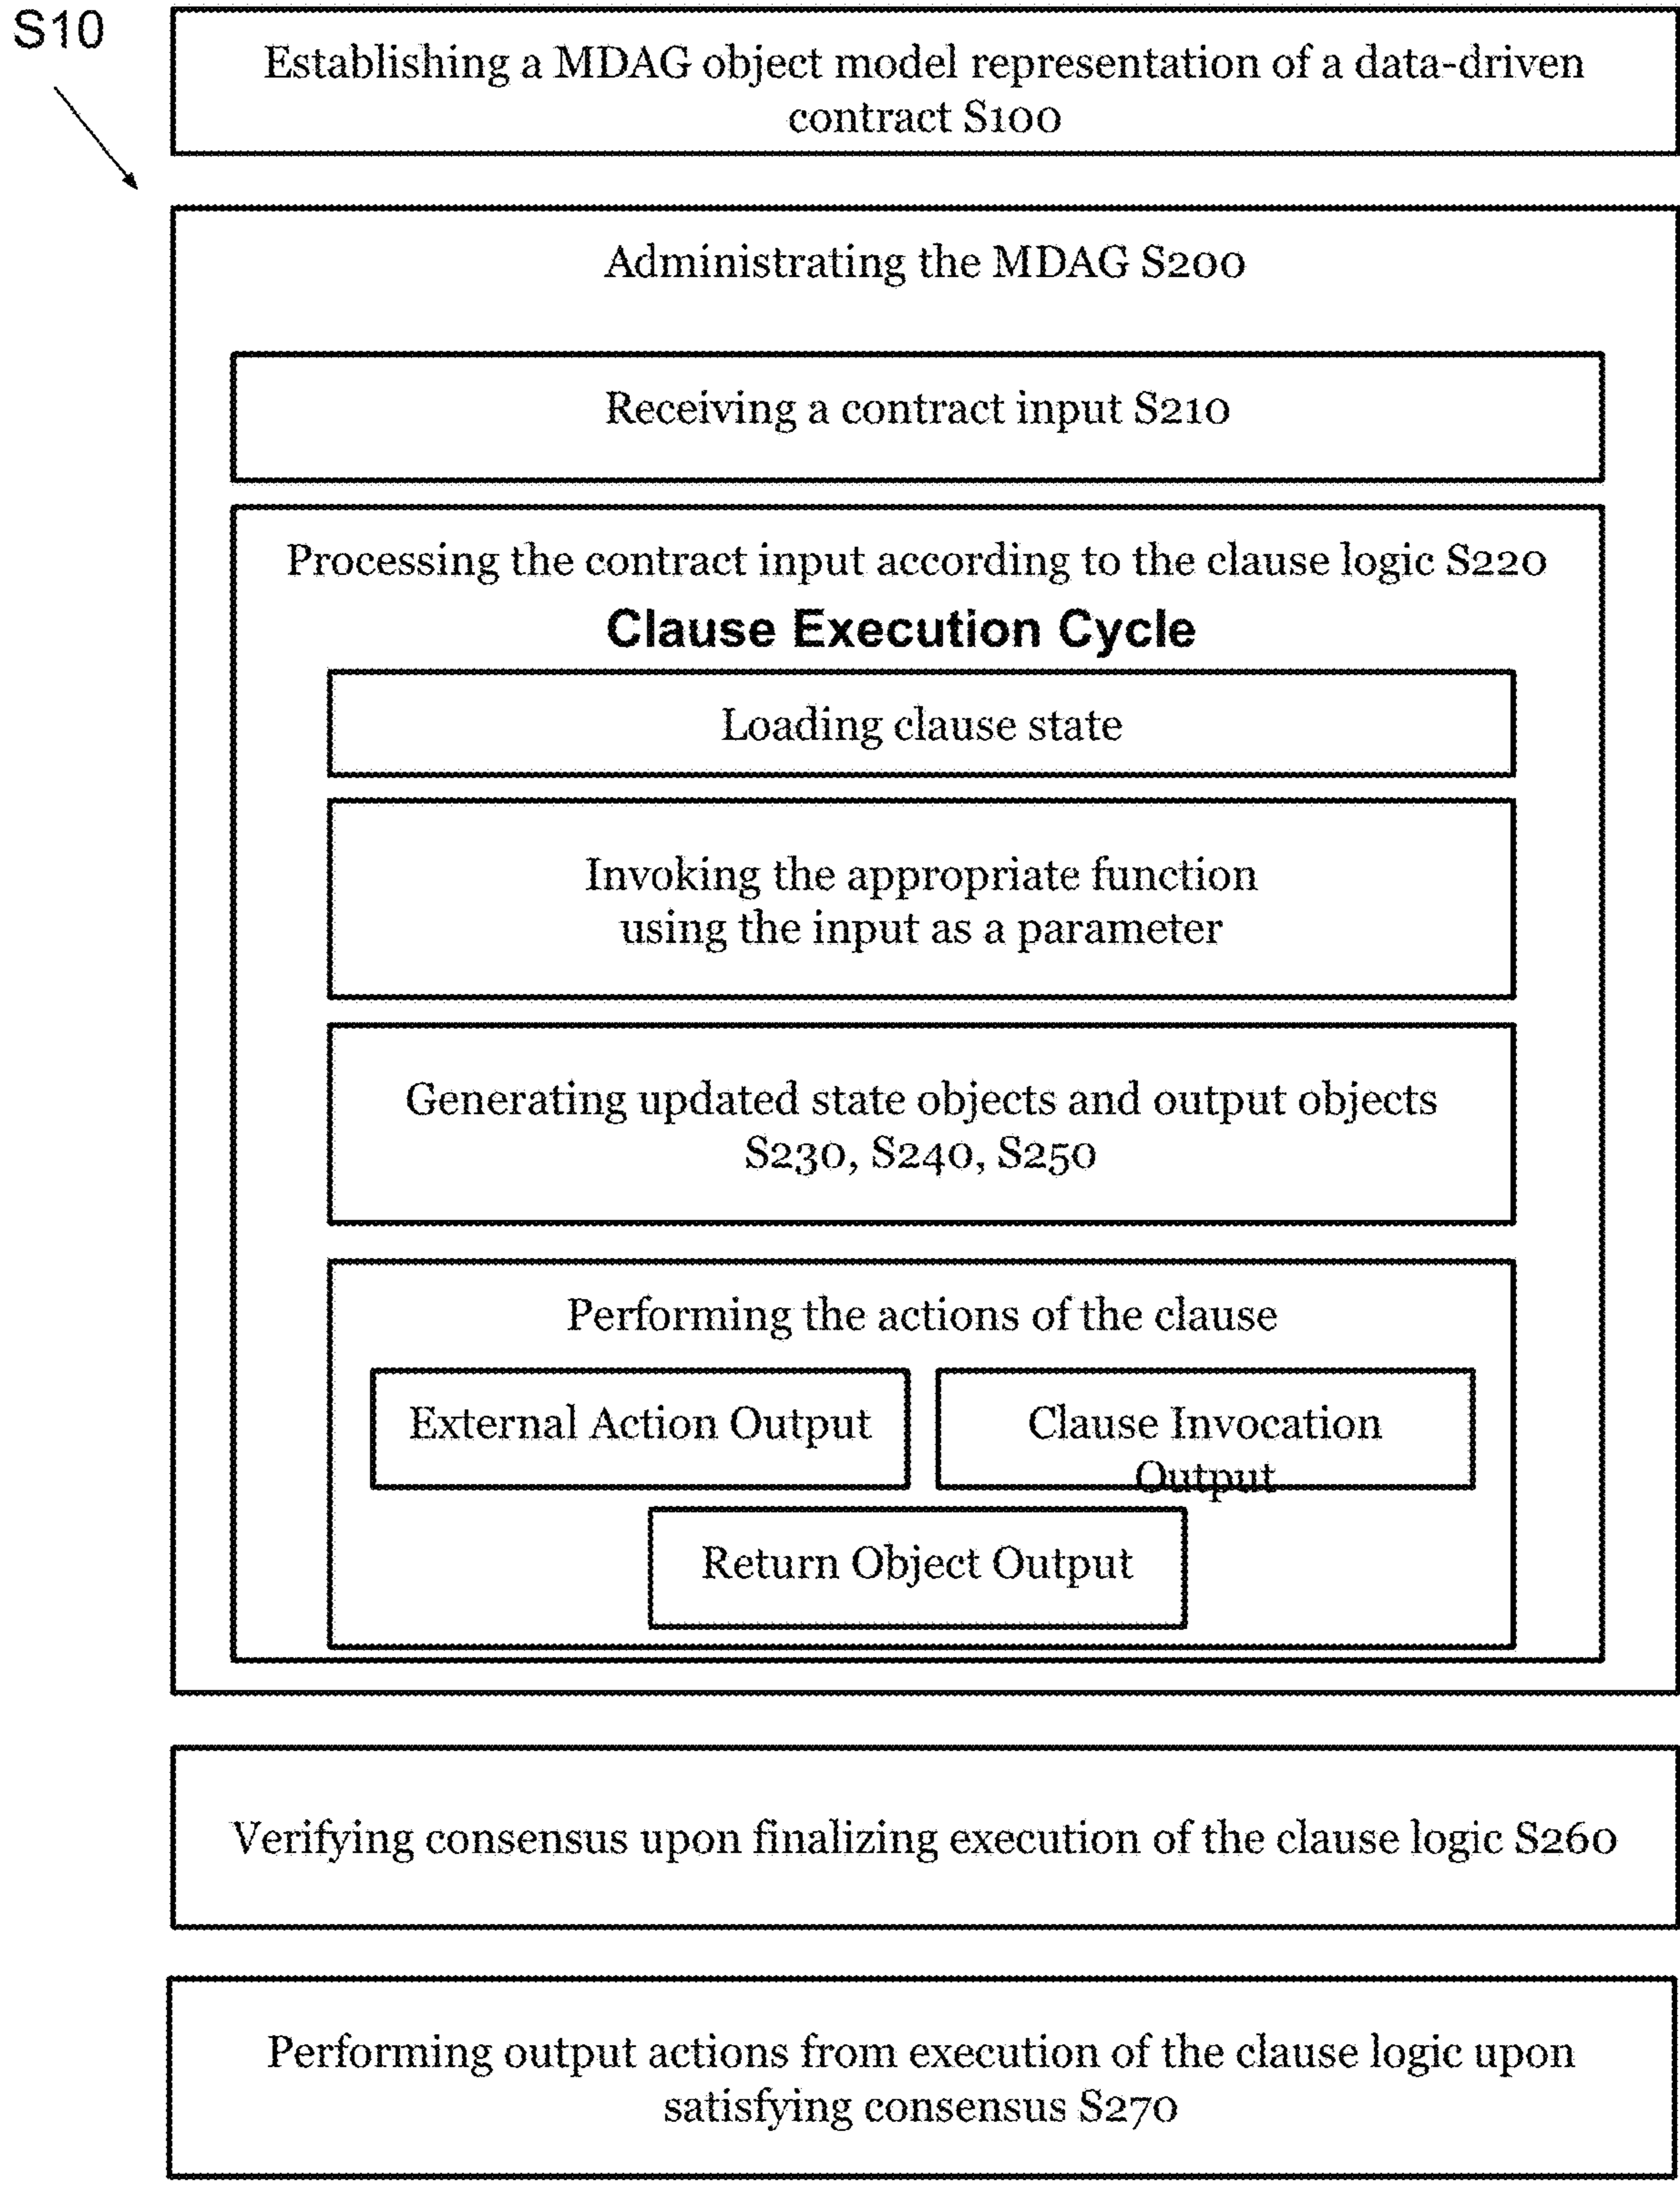 S10
Establishing a MDAG object model representation of a data-driven
contract S100
Administrating the MDAG S200
Receiving a contract input S210
Processing the contract input according to the clause logic S220
Clause Execution Cycle
Loading clause state
Invoking the appropriate function
using the input as a parameter
Generating updated state objects and output objects
S230, S240, S250
Performing the actions of the clause
External Action Output
Clause Invocation
Output
Return Object Output
Verifying consensus upon finalizing execution of the clause logic S260
Performing output actions from execution of the clause logic upon
satisfying consensus S270